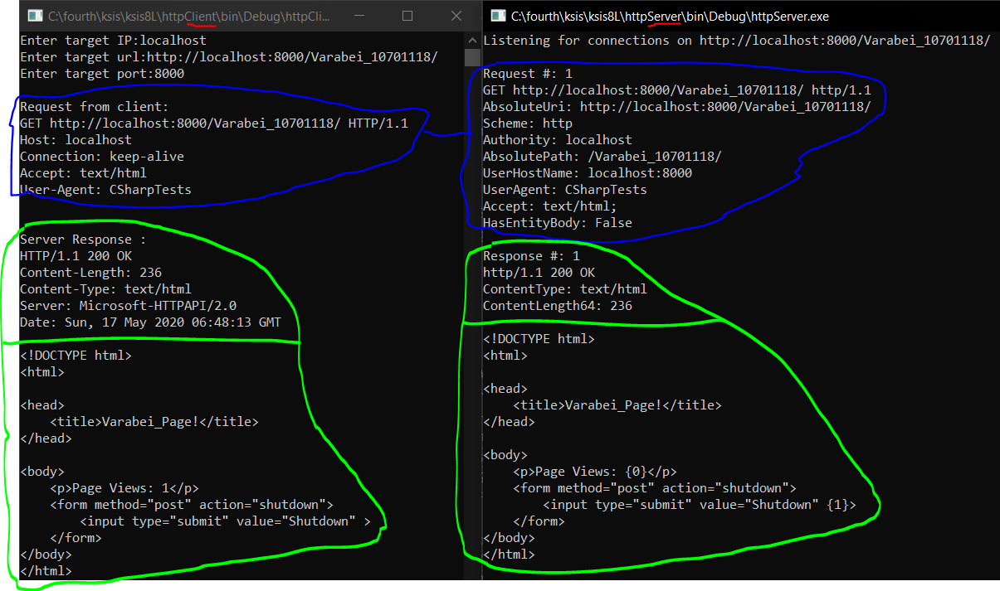 C:\fourth\ksis\ksis8L\httpClient\bin\Debug\httpCli...
Enter target IP:localhost
Enter target url:http://localhost:8000/Varabei_10701118/
Enter target port:8000
Request from client:
GET http://localhost:8000/Varabei_10701118/ HTTP/1.1
Host: localhost
Connection: keep-alive
Accept: text/html
User-Agent: CSharpTests
Server Response :
HTTP/1.1 200 OK
Content-Length: 236
Content-Type: text/html
Server: Microsoft-HTTPAPI/2.0
Date: Sun, 17 May 2020 06:48:13 GMT
<!DOCTYPE html>
<html>
<head>
<title>Varabei_Page!</title>
</head>
<body>
<p>Page Views: 1</p>
<form method="post" action="shutdown">
<input type="submit" value="Shutdown" >
</form>
</body>
</html>
C:\fourth\ksis\ksis8L\httpServer\bin\Debug\httpServer.exe
Listening for connections on http://localhost:8000/Varabei_10701118/
Request #: 1
GET http://localhost:8000/Varabei_10701118/ http/1.1
AbsoluteUri: http://localhost:8000/Varabei_10701118/
Scheme: http
Authority: localhost
AbsolutePath: /Varabei_10701118/
UserHostName: localhost:8000
UserAgent: CSharpTests
Accept: text/html;
HasEntityBody: False
Response #: 1
http/1.1 200 OK
ContentType: text/html
ContentLength64: 236
<!DOCTYPE html>
<html>
<head>
<title>Varabei_Page!</title>
</head>
<body>
<p>Page Views: {0}</p>
<form method="post" action="shutdown">
<input type="submit" value="Shutdown" {1}>
</form>
</body>
</html>